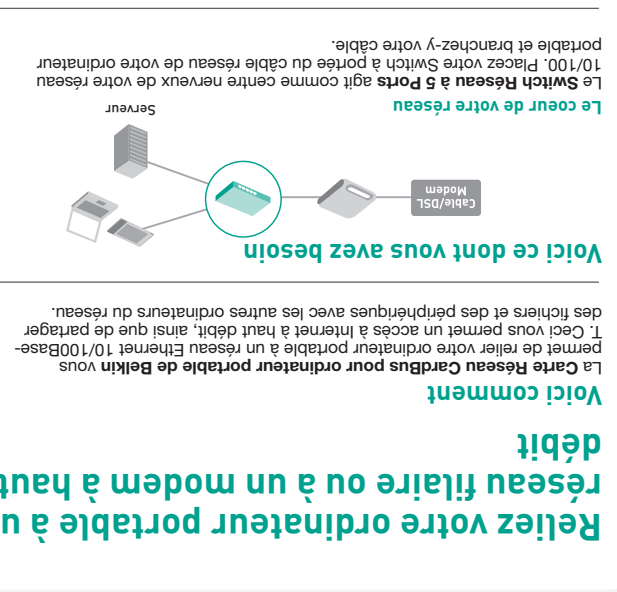 Reliez votre ordinateur portable à u
réseau filaire ou à un modem à haut
débit
Voici comment
La Carte Réseau CardBus pour ordinateur portable de Belkin vous
permet de relier votre ordinateur portable à un réseau Ethernet 10/100Base-
T. Ceci vous permet un accès à Internet à haut débit, ainsi que de partager
des fichiers et des périphériques avec les autres ordinateurs du réseau.
Voici ce dont vous avez besoin
Cable/DSL
Modem
Serveur
Le coeur de votre réseau
Le Switch Réseau à 5 Ports agit comme centre nerveux de votre réseau
10/100. Placez votre Switch à portée du câble réseau de votre ordinateur
portable et branchez-y votre câble.